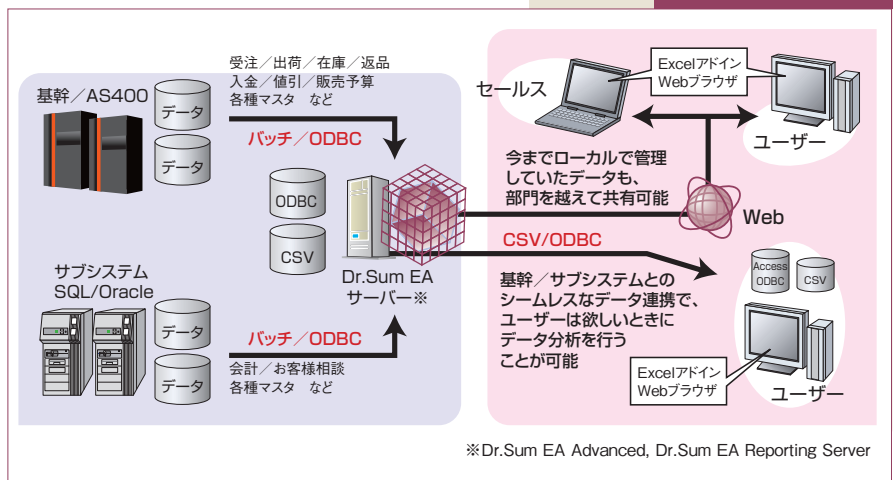 受注／出荷／在庫／返品
入金／値引／販売予算
各種マスタ　など
基幹／AS400
データ
データ
バッチ／ODBC
ODBC
CSV
Dr.Sum EA
サーバー※
サブシステム
SQL/Oracle
データ
データ
バッチ／ODBC
会計／お客様相談
各種マスタ　など
セールス
Excelアドイン
Webブラウザ
ユーザー
今までローカルで管理
していたデータも、
部門を越えて共有可能
Web
CSV/ODBC
基幹／サブシステムとの
シームレスなデータ連携で、
ユーザーは欲しいときに
データ分析を行う
ことが可能
Access
ODBC
CSV
Excelアドイン
Webブラウザ
ユーザー
※Dr.Sum EA Advanced, Dr.Sum EA Reporting Server